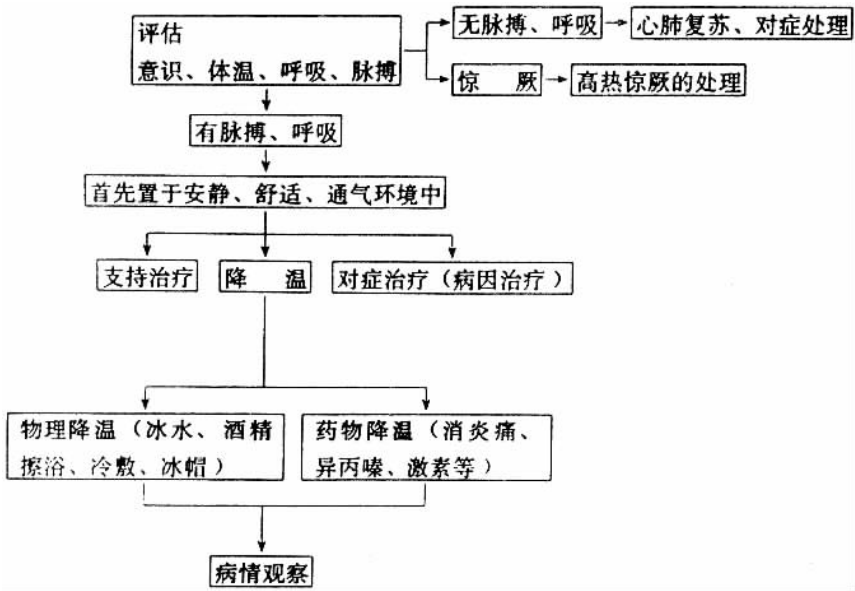 评估
意识、体温、呼吸、脉搏
无脉搏、呼吸
心肺复苏、对症处理
惊 厥
高热惊厥的处理
有脉搏、呼吸
首先置于安静、舒适、通气环境中
支持治疗
降 温
对症治疗（病因治疗）
物理降温（冰水、酒精
擦浴、冷敷、冰帽）
药物降温（消炎痛、
异丙嗪、激素等）
病情观察